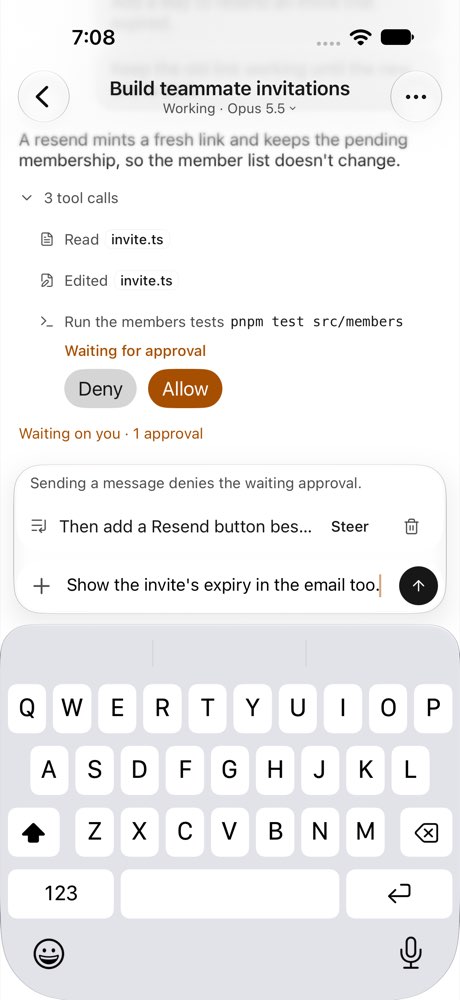 7:08
Build teammate invitations
Working · Opus 5.5
A resend mints a fresh link and keeps the pending
membership, so the member list doesn't change.
3 tool calls
Read invite.ts
Edited invite.ts
Run the members tests pnpm test src/members
Waiting for approval
Deny Allow
Waiting on you · 1 approval
Sending a message denies the waiting approval.
Then add a Resend button bes... Steer
Show the invite's expiry in the email too.
Q W E R T Y U I O P
A S D F G H J K L
Z X C V B N M
123